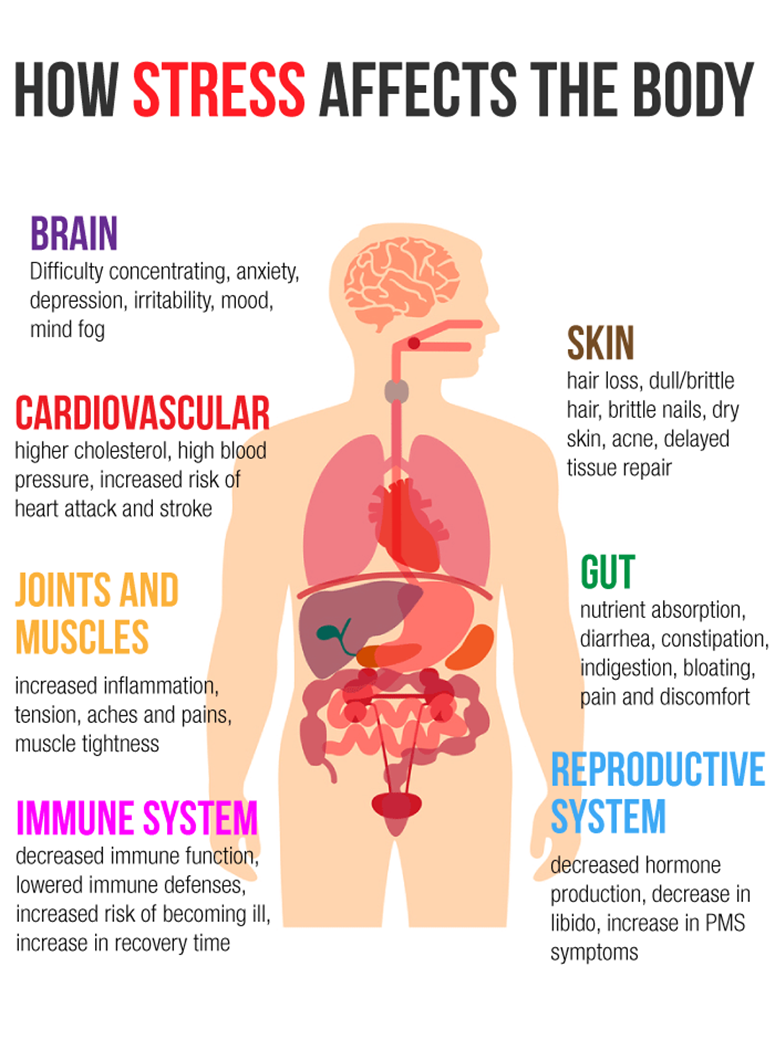 HOW STRESS AFFECTS THE BODY
BRAIN
Difficulty concentrating, anxiety,
depression, irritability, mood,
mind fog
CARDIOVASCULAR
higher cholesterol, high blood
pressure, increased risk of
heart attack and stroke
JOINTS AND
MUSCLES
increased inflammation,
tension, aches and pains,
muscle tightness
IMMUNE SYSTEM
decreased immune function,
lowered immune defenses,
increased risk of becoming ill,
increase in recovery time
SKIN
hair loss, dull/brittle
hair, brittle nails, dry
skin, acne, delayed
tissue repair
GUT
nutrient absorption,
diarrhea, constipation,
indigestion, bloating,
pain and discomfort
REPRODUCTIVE
SYSTEM
decreased hormone
production, decrease in
libido, increase in PMS
symptoms